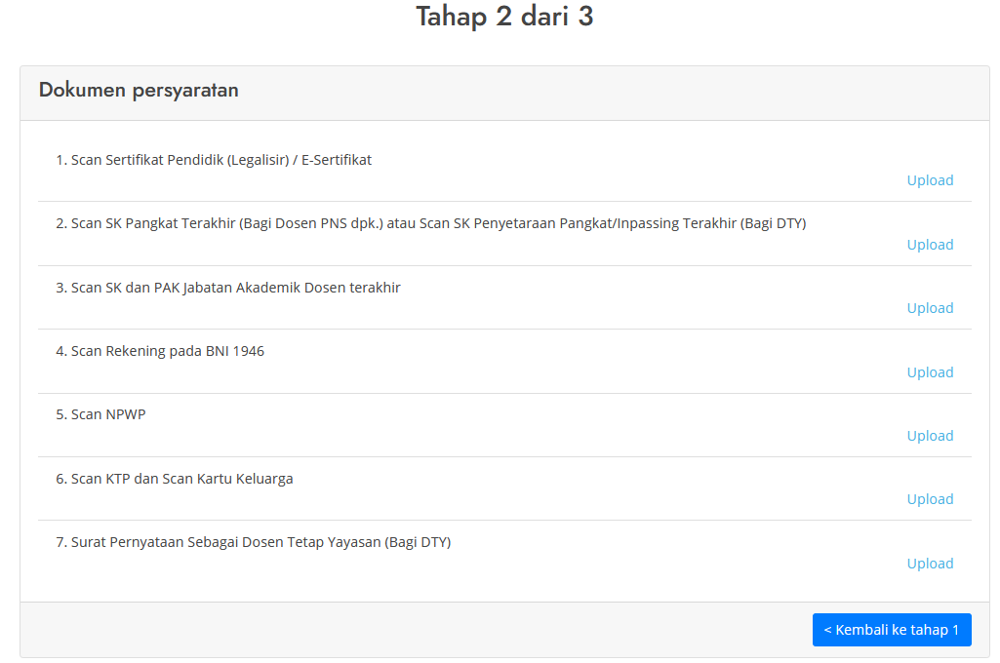 Tahap 2 dari 3
Dokumen persyaratan
1. Scan Sertifikat Pendidik (Legalisir) / E-Sertifikat
Upload
2. Scan SK Pangkat Terakhir (Bagi Dosen PNS dpk.) atau Scan SK Penyetaraan Pangkat/Inpassing Terakhir (Bagi DTY)
Upload
3. Scan SK dan PAK Jabatan Akademik Dosen terakhir
Upload
4. Scan Rekening pada BNI 1946
Upload
5. Scan NPWP
Upload
6. Scan KTP dan Scan Kartu Keluarga
Upload
7. Surat Pernyataan Sebagai Dosen Tetap Yayasan (Bagi DTY)
Upload
< Kembali ke tahap 1